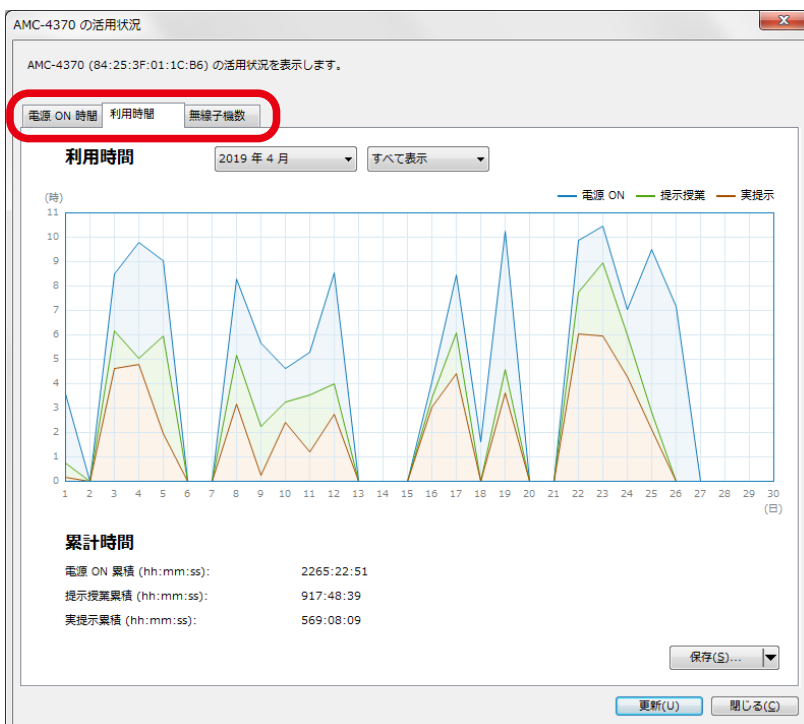 AMC-4370 の活用状況
AMC-4370 (84:25:3F:01:1C:B6) の活用状況を表示します。
電源 ON 時間 利用時間 無線子機数
利用時間 2019 年 4 月 すべて表示
(時) 電源 ON 提示授業 実提示
11
10
9
8
7
6
5
4
3
2
1
0
1 2 3 4 5 6 7 8 9 10 11 12 13 14 15 16 17 18 19 20 21 22 23 24 25 26 27 28 29 30
(日)
累計時間
電源 ON 累積 (hh:mm:ss): 2265:22:51
提示授業累積 (hh:mm:ss): 917:48:39
実提示累積 (hh:mm:ss): 569:08:09
保存(S)...
更新(U) 閉じる(C)